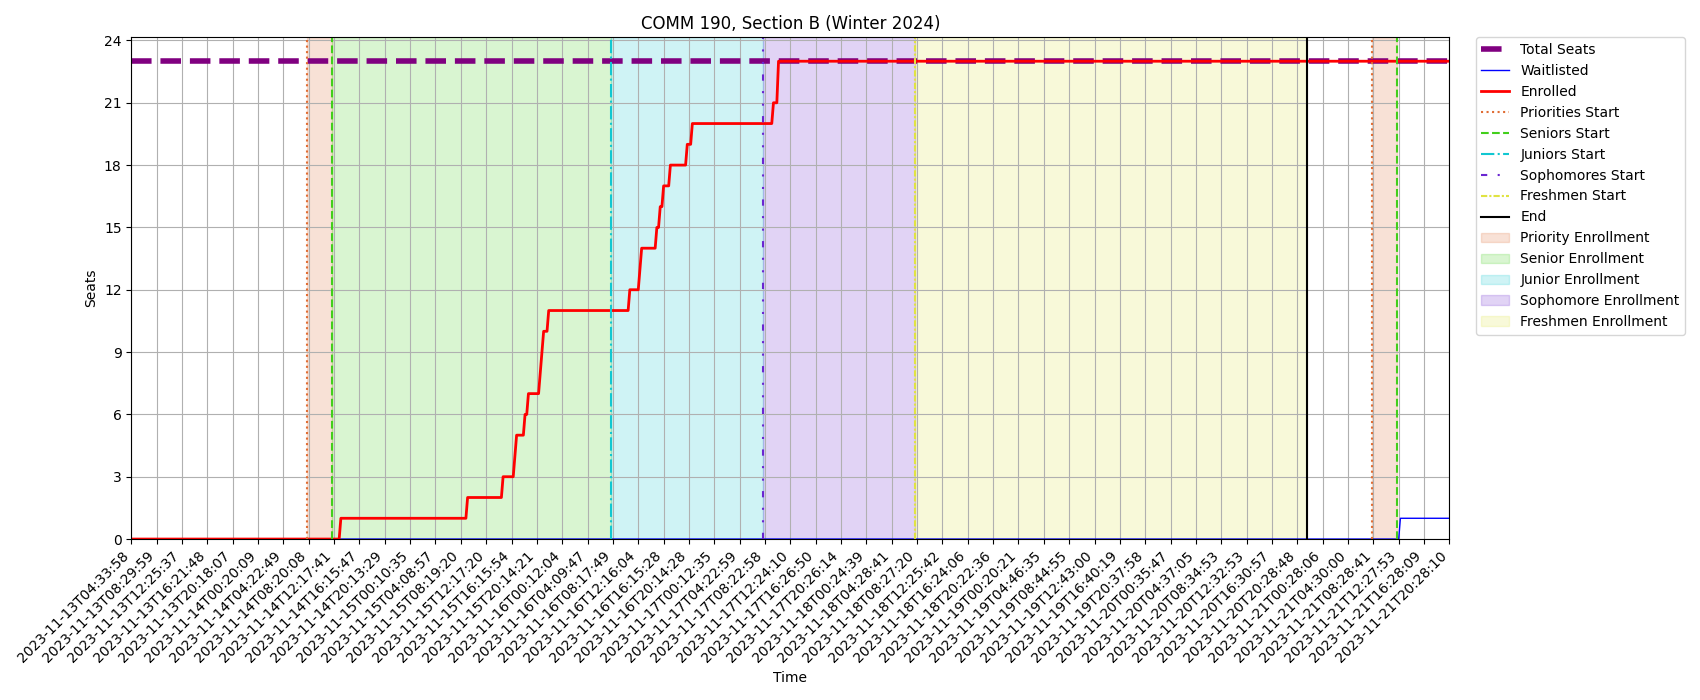 COMM 190, Section B (Winter 2024)
24
21
18
15
12
9
6
3
0
Seats
2023-11-13T04:33:58
2023-11-13T08:29:59
2023-11-13T12:25:37
2023-11-13T16:21:48
2023-11-13T20:18:07
2023-11-14T00:20:09
2023-11-14T04:22:49
2023-11-14T08:20:08
2023-11-14T12:17:41
2023-11-14T16:15:47
2023-11-14T20:13:29
2023-11-15T00:10:35
2023-11-15T04:08:57
2023-11-15T08:19:20
2023-11-15T12:17:20
2023-11-15T16:15:54
2023-11-15T20:14:21
2023-11-16T00:12:04
2023-11-16T04:09:47
2023-11-16T08:17:49
2023-11-16T12:16:04
2023-11-16T16:15:28
2023-11-16T20:14:28
2023-11-17T00:12:35
2023-11-17T04:22:59
2023-11-17T08:22:58
2023-11-17T12:24:10
2023-11-17T16:26:50
2023-11-17T20:26:14
2023-11-18T00:24:39
2023-11-18T04:28:41
2023-11-18T08:27:20
2023-11-18T12:25:42
2023-11-18T16:24:06
2023-11-18T20:22:36
2023-11-19T00:20:21
2023-11-19T04:46:35
2023-11-19T08:44:55
2023-11-19T12:43:00
2023-11-19T16:40:19
2023-11-19T20:37:58
2023-11-20T00:35:47
2023-11-20T04:37:05
2023-11-20T08:34:53
2023-11-20T12:32:53
2023-11-20T16:30:57
2023-11-20T20:28:48
2023-11-21T00:28:06
2023-11-21T04:30:00
2023-11-21T08:28:41
2023-11-21T12:27:53
2023-11-21T16:28:09
2023-11-21T20:28:10
Time
Total Seats
Waitlisted
Enrolled
Priorities Start
Seniors Start
Juniors Start
Sophomores Start
Freshmen Start
End
Priority Enrollment
Senior Enrollment
Junior Enrollment
Sophomore Enrollment
Freshmen Enrollment